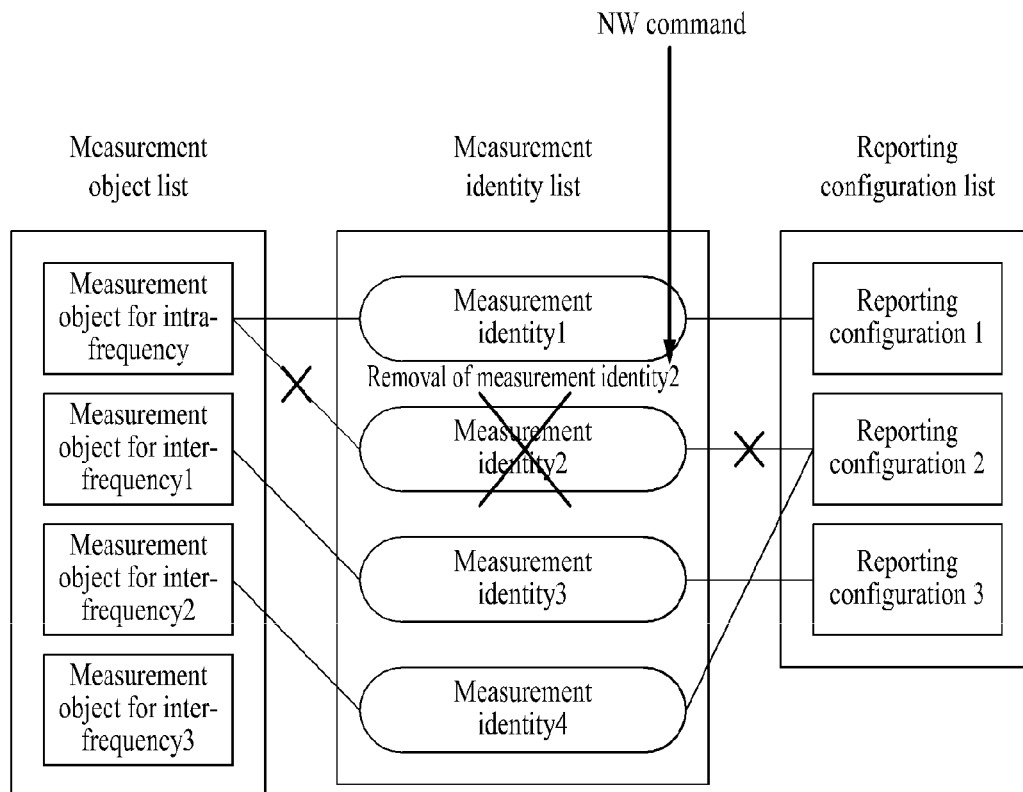 NW command
Measurement
object list
Measurement
identity list
Reporting
configuration list
Measurement
object for intra-
frequency
Measurement
object for inter-
frequency1
Measurement
object for inter-
frequency2
Measurement
object for inter-
frequency3
Measurement
identity1
Removal of measurement identity2
Measurement
identity2
Measurement
identity3
Measurement
identity4
Reporting
configuration 1
Reporting
configuration 2
Reporting
configuration 3